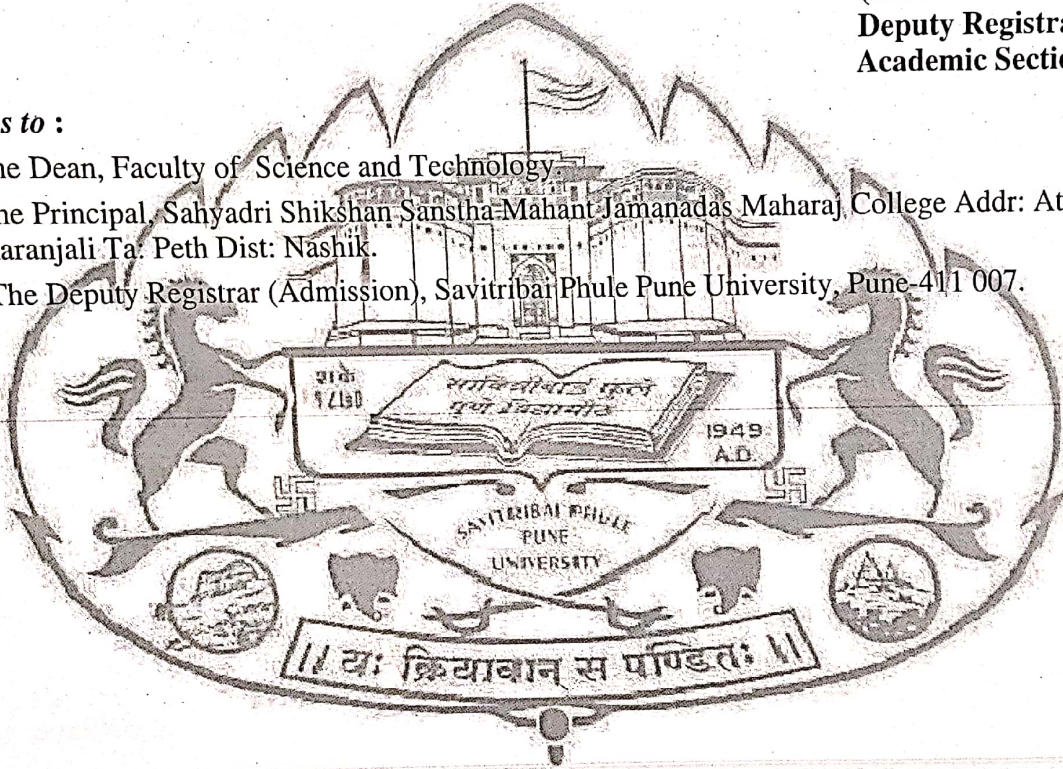 Deputy Registra
Academic Sectio
s to :
he Dean, Faculty of Science and Technology.
he Principal, Sahyadri Shikshan Sanstha-Mahant Jamanadas Maharaj College Addr: At
aranjali Ta. Peth Dist: Nashik.
The Deputy Registrar (Admission), Savitribai Phule Pune University, Pune-411 007.
शके
१८७०
सावित्रीबाई फुले
पुणे विद्यापीठ
1949
A.D.
SAVITRIBAI PHULE
PUNE
UNIVERSITY
॥ यः क्रियावान् स पण्डितः ॥